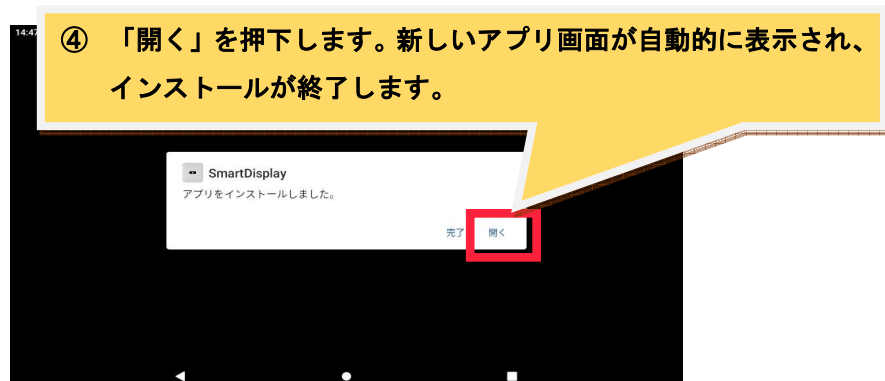 14:47
④ 「開く」を押下します。新しいアプリ画面が自動的に表示され、
インストールが終了します。
SmartDisplay
アプリをインストールしました。
完了 開く